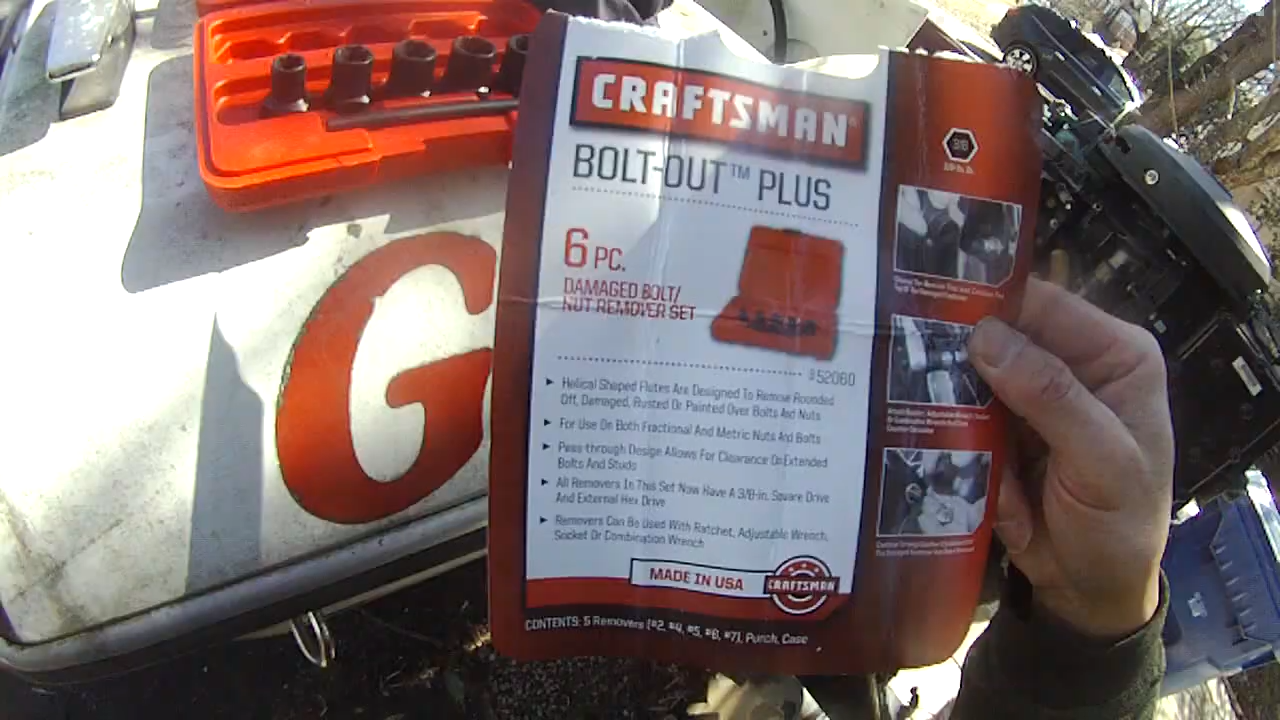 G
CRAFTSMAN
BOLT-OUT™ PLUS
6 PC.
DAMAGED BOLT/
NUT REMOVER SET
52060
► Helical Shaped Flutes Are Designed To Remove Rounded
Off, Damaged, Rusted Or Painted Over Bolts And Nuts
► For Use On Both Fractional And Metric Nuts And Bolts
► Pass-through Design Allows For Clearance On Extended
Bolts And Studs
► All Removers In This Set Now Have A 3/8-in. Square Drive
And External Hex Drive
► Removers Can Be Used With Ratchet, Adjustable Wrench,
Socket Or Combination Wrench
MADE IN USA
CRAFTSMAN
CONTENTS: 5 Removers (#2, #4, #5, #6, #7), Punch, Case
3/8